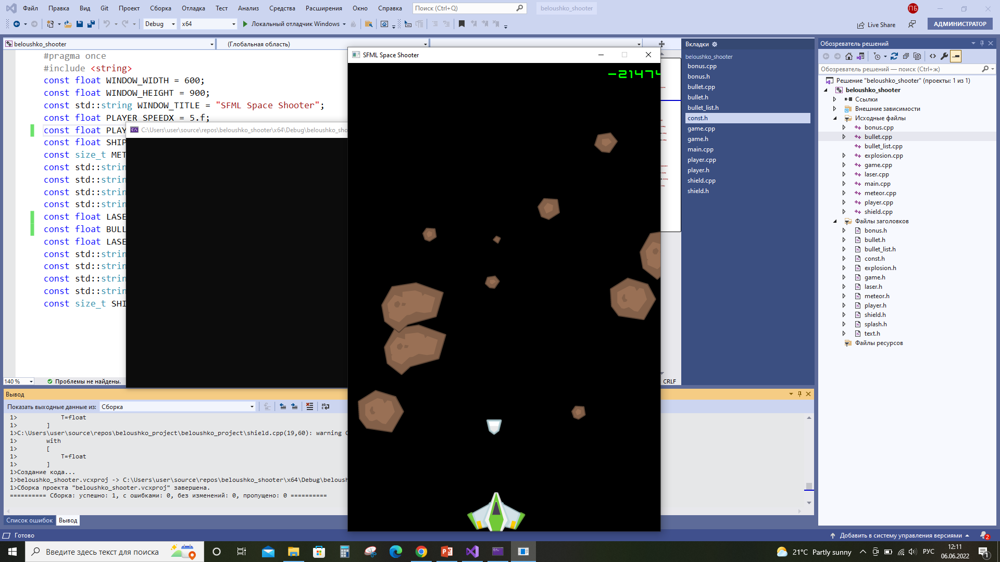 Файл Правка Вид Git Проект Сборка Отладка Тест Анализ Средства Расширения Окно Справка Поиск (Ctrl+Q) beloushko_shooter ПБ
Debug x64 Локальный отладчик Windows Live Share АДМИНИСТРАТОР
beloushko_shooter (Глобальная область)
#pragma once
#include <string>
const float WINDOW_WIDTH = 600;
const float WINDOW_HEIGHT = 900;
const std::string WINDOW_TITLE = "SFML Space Shooter";
const float PLAYER_SPEEDX = 5.f;
const float PLAY
const float SHIP
const size_t MET
const std::strin
const std::strin
const std::strin
const std::strin
const float LASE
const float BULL
const float LASE
const std::strin
const std::strin
const std::strin
const std::strin
const size_t SHI
C:\Users\user\source\repos\beloushko_shooter\x64\Debug\beloushko_sho
SFML Space Shooter
-21474
140 % Проблемы не найдены. CRLF
Вкладки
beloushko_shooter
bonus.cpp
bonus.h
bullet.cpp
bullet.h
bullet_list.h
const.h
game.cpp
game.h
main.cpp
player.cpp
player.h
shield.cpp
shield.h
Обозреватель решений
Обозреватель решений — поиск (Ctrl+ж)
Решение "beloushko_shooter" (проекты: 1 из 1)
beloushko_shooter
Ссылки
Внешние зависимости
Исходные файлы
bonus.cpp
bullet.cpp
bullet_list.cpp
explosion.cpp
game.cpp
laser.cpp
main.cpp
meteor.cpp
player.cpp
shield.cpp
Файлы заголовков
bonus.h
bullet.h
bullet_list.h
const.h
explosion.h
game.h
laser.h
meteor.h
player.h
shield.h
splash.h
text.h
Файлы ресурсов
Вывод
Показать выходные данные из: Сборка
1> T=float
1> ]
1>C:\Users\user\source\repos\beloushko_project\beloushko_project\shield.cpp(19,60): warning C
1> with
1> [
1> T=float
1> ]
1>Создание кода...
1>beloushko_shooter.vcxproj -> C:\Users\user\source\repos\beloushko_shooter\x64\Debug\beloush
1>Сборка проекта "beloushko_shooter.vcxproj" завершена.
========== Сборка: успешно: 1, с ошибками: 0, без изменений: 0, пропущено: 0 ==========
Список ошибок Вывод
Готово Добавить в систему управления версиями 2
Введите здесь текст для поиска 21°C Partly sunny РУС 12:11
06.06.2022 1